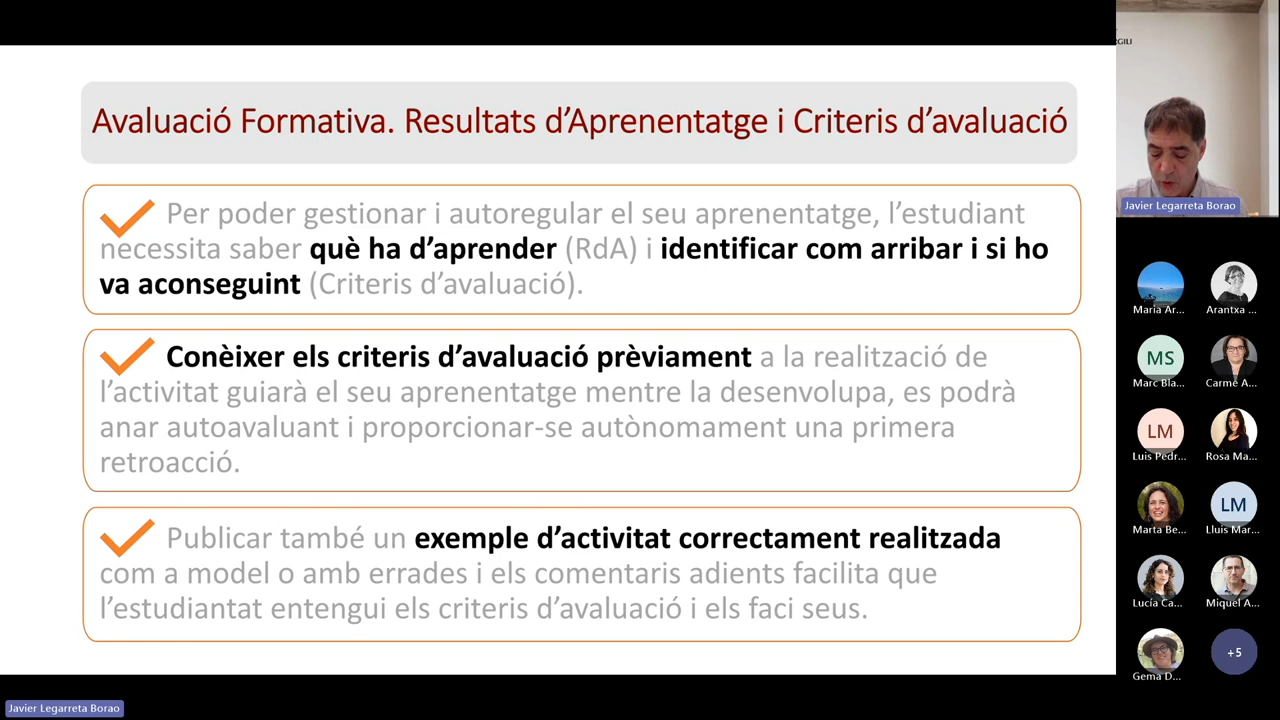 Avaluació Formativa. Resultats d'Aprenentatge i Criteris d'avaluació
Per poder gestionar i autoregular el seu aprenentatge, l'estudiant
necessita saber què ha d'aprender (RdA) i identificar com arribar i si ho
va aconseguint (Criteris d'avaluació).
Conèixer els criteris d'avaluació prèviament a la realització de
l'activitat guiarà el seu aprenentatge mentre la desenvolupa, es podrà
anar autoavaluant i proporcionar-se autònomament una primera
retroacció.
Publicar també un exemple d'activitat correctament realitzada
com a model o amb errades i els comentaris adients facilita que
l'estudiantat entengui els criteris d'avaluació i els faci seus.
Javier Legarreta Borao
Maria Ar...
Arantxa ...
MS
Marc Bla...
Carme A...
LM
Luis Pedr...
Rosa Ma...
Marta Be...
LM
Lluis Mar...
Lucía Ca...
Miquel A...
Gema D...
+5
Javier Legarreta Borao